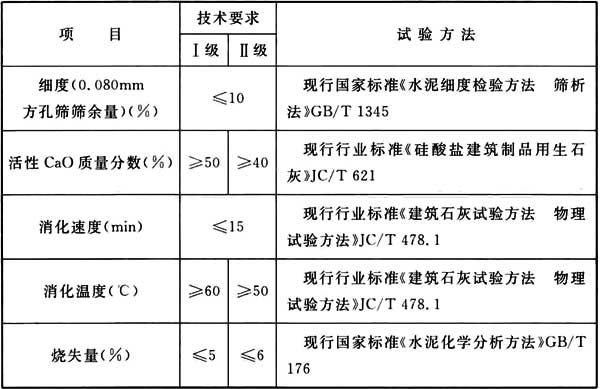 项 目
技术要求
试验方法
Ⅰ级
Ⅱ级
细度(0.080mm
方孔筛筛余量)(%)
≤10
现行国家标准《水泥细度检验方法 筛析
法》GB/T 1345
活性 CaO 质量分数(%)
≥50
≥40
现行行业标准《硅酸盐建筑制品用生石
灰》JC/T 621
消化速度(min)
≤15
现行行业标准《建筑石灰试验方法 物理
试验方法》JC/T 478.1
消化温度(℃)
≥60
≥50
现行行业标准《建筑石灰试验方法 物理
试验方法》JC/T 478.1
烧失量(%)
≤5
≤6
现行国家标准《水泥化学分析方法》GB/T
176